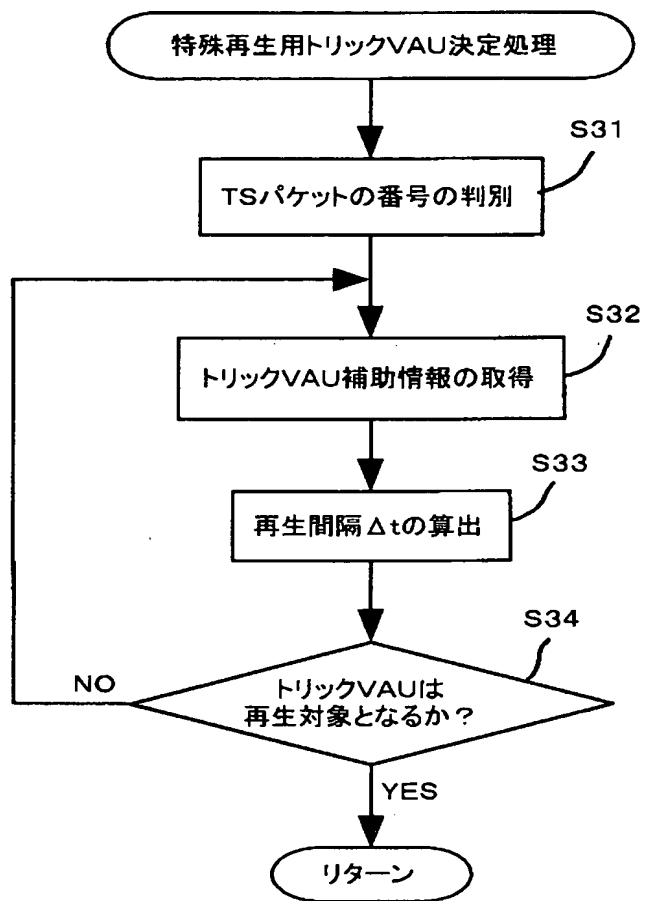 特殊再生用トリックVAU決定処理
S31
TSパケットの番号の判別
S32
トリックVAU補助情報の取得
S33
再生間隔Δtの算出
S34
トリックVAUは
再生対象となるか？
NO
YES
リターン